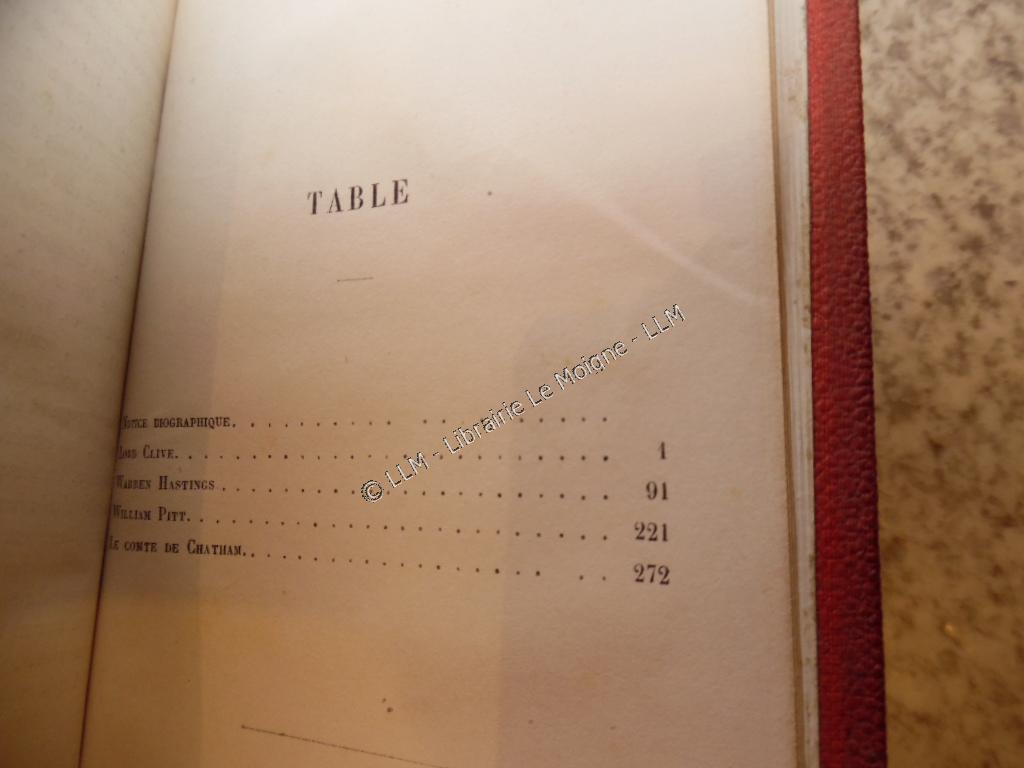 TABLE
NOTICE BIOGRAPHIQUE. . . . . . . . . . . . . . . . . .
LORD CLIVE. . . . . . . . . . . . . . . . . . . . . . 1
WARREN HASTINGS . . . . . . . . . . . . . . . . . . . 91
WILLIAM PITT. . . . . . . . . . . . . . . . . . . . . 221
LE COMTE DE CHATHAM. . . . . . . . . . . . . . . . . 272
© LLM - Librairie Le Moigne - LLM